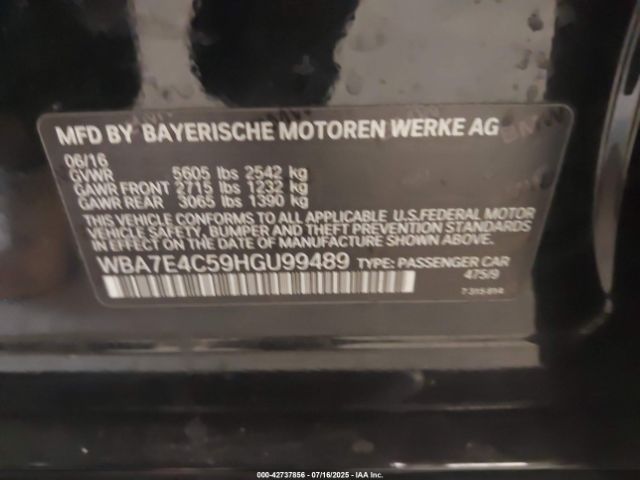 MFD BY BAYERISCHE MOTOREN WERKE AG
06/16
GVWR 5605 lbs 2542 kg
GAWR FRONT 2715 lbs 1232 kg
GAWR REAR 3065 lbs 1390 kg
THIS VEHICLE CONFORMS TO ALL APPLICABLE U.S.FEDERAL MOTOR
VEHICLE SAFETY, BUMPER, AND THEFT PREVENTION STANDARDS
IN EFFECT ON THE DATE OF MANUFACTURE SHOWN ABOVE.
WBA7E4C59HGU99489 TYPE: PASSENGER CAR
475/9
7 315 814
000-42737856 - 07/16/2025 - IAA Inc.